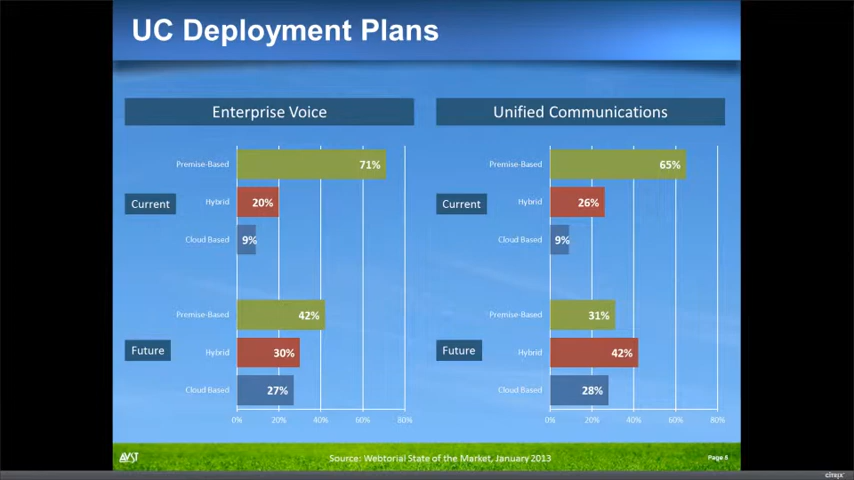 UC Deployment Plans
Enterprise Voice
Current
Premise-Based 71%
Hybrid 20%
Cloud Based 9%
Future
Premise-Based 42%
Hybrid 30%
Cloud Based 27%
0% 20% 40% 60% 80%
Unified Communications
Current
Premise-Based 65%
Hybrid 26%
Cloud Based 9%
Future
Premise-Based 31%
Hybrid 42%
Cloud Based 28%
0% 20% 40% 60% 80%
AVST
Source: Webtorial State of the Market, January 2013
Page 6
citrix